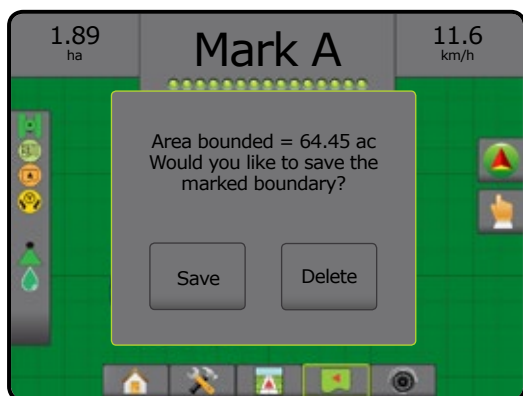 1.89
ha
Mark A
11.6
km/h
Area bounded = 64.45 ac
Would you like to save the
marked boundary?
Save
Delete